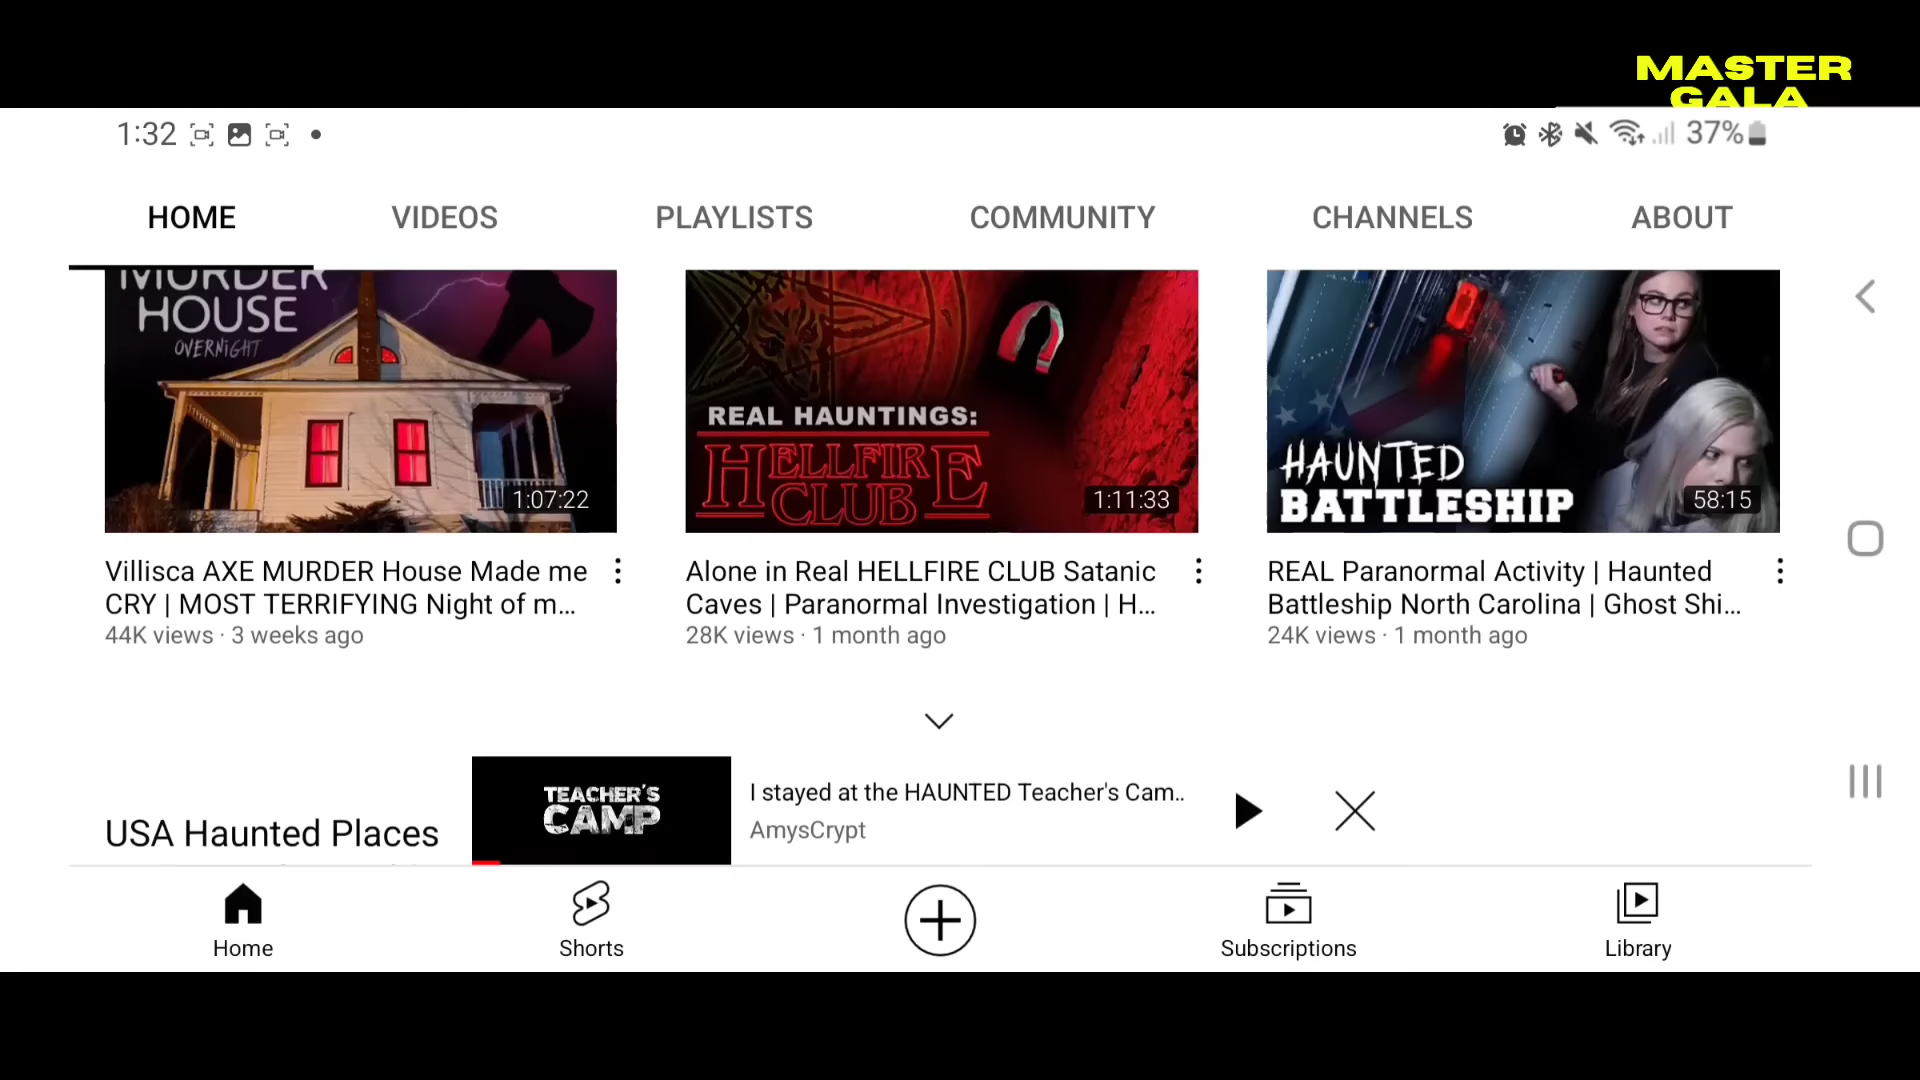 MASTER
GALA
1:32
37%
HOME VIDEOS PLAYLISTS COMMUNITY CHANNELS ABOUT
MURDER
HOUSE
OVERNIGHT
1:07:22
REAL HAUNTINGS:
HELLFIRE
CLUB
1:11:33
HAUNTED
BATTLESHIP
58:15
Villisca AXE MURDER House Made me
CRY | MOST TERRIFYING Night of m...
44K views · 3 weeks ago
Alone in Real HELLFIRE CLUB Satanic
Caves | Paranormal Investigation | H...
28K views · 1 month ago
REAL Paranormal Activity | Haunted
Battleship North Carolina | Ghost Shi...
24K views · 1 month ago
USA Haunted Places
TEACHER'S
CAMP
I stayed at the HAUNTED Teacher's Cam..
AmysCrypt
Home Shorts Subscriptions Library